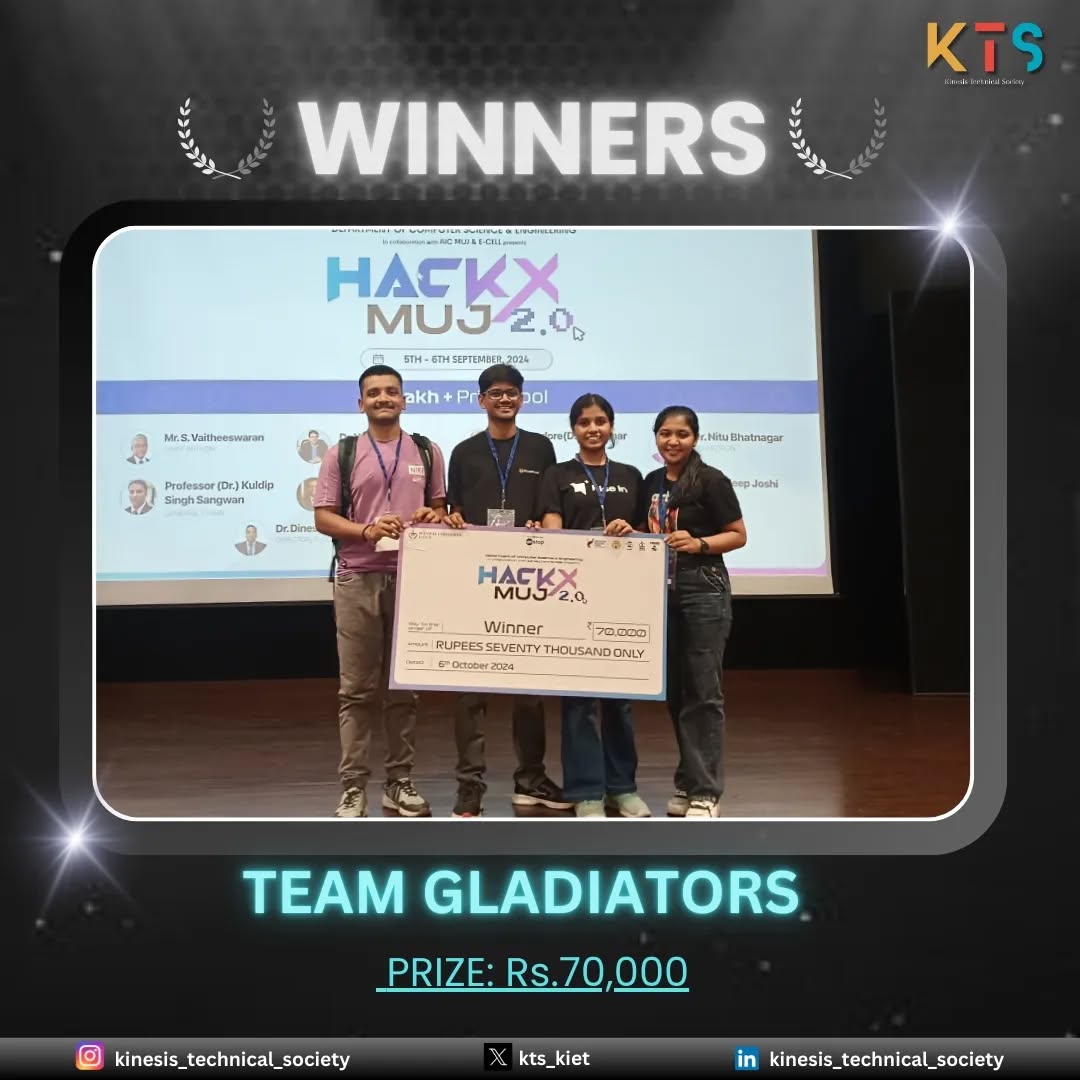 KTS
Kinesis Technical Society
WINNERS
DEPARTMENT OF COMPUTER SCIENCE & ENGINEERING
In collaboration with AIC MUJ & E-CELL presents
HACKX
MUJ 2.0
5TH - 6TH SEPTEMBER, 2024
Mr. S. Vaitheeswaran
Nitu Bhatnagar
Professor (Dr.) Kuldip
Singh Sangwan
Joshi
HACKX
MUJ 2.0
Winner ₹ 70,000
Amount RUPEES SEVENTY THOUSAND ONLY
Dated 6th October 2024
TEAM GLADIATORS
PRIZE: Rs.70,000
kinesis_technical_society kts_kiet kinesis_technical_society